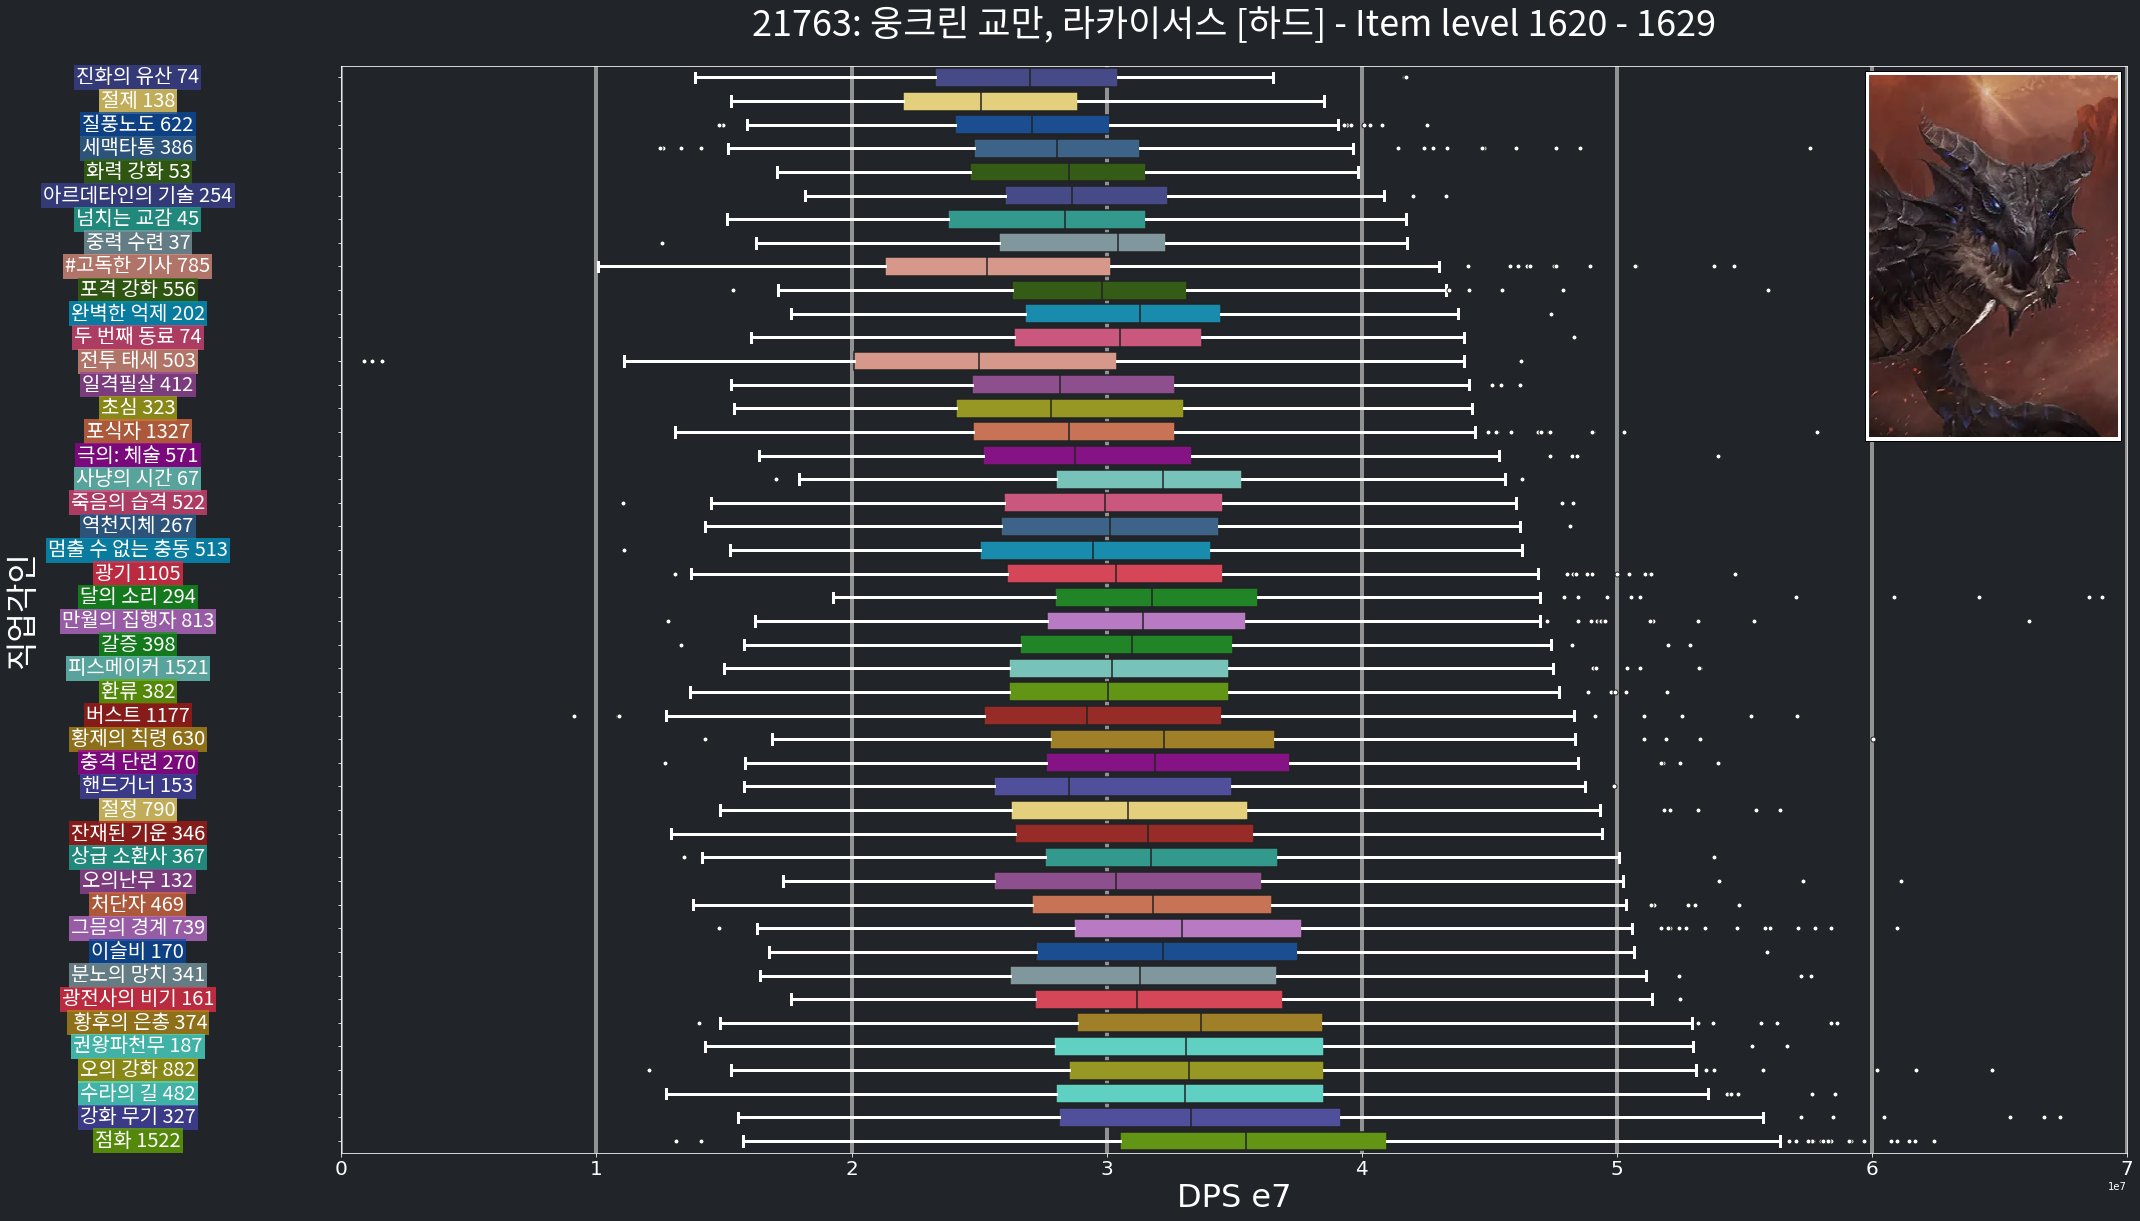 21763: 웅크린 교만, 라카이서스 [하드] - Item level 1620 - 1629
직업각인
진화의 유산 74
절제 138
질풍노도 622
세맥타통 386
화력 강화 53
아르데타인의 기술 254
넘치는 교감 45
중력 수련 37
#고독한 기사 785
포격 강화 556
완벽한 억제 202
두 번째 동료 74
전투 태세 503
일격필살 412
초심 323
포식자 1327
극의: 체술 571
사냥의 시간 67
죽음의 습격 522
역천지체 267
멈출 수 없는 충동 513
광기 1105
달의 소리 294
만월의 집행자 813
갈증 398
피스메이커 1521
환류 382
버스트 1177
황제의 칙령 630
충격 단련 270
핸드거너 153
절정 790
잔재된 기운 346
상급 소환사 367
오의난무 132
처단자 469
그믐의 경계 739
이슬비 170
분노의 망치 341
광전사의 비기 161
황후의 은총 374
권왕파천무 187
오의 강화 882
수라의 길 482
강화 무기 327
점화 1522
0 1 2 3 4 5 6 7
DPS e7
1e7